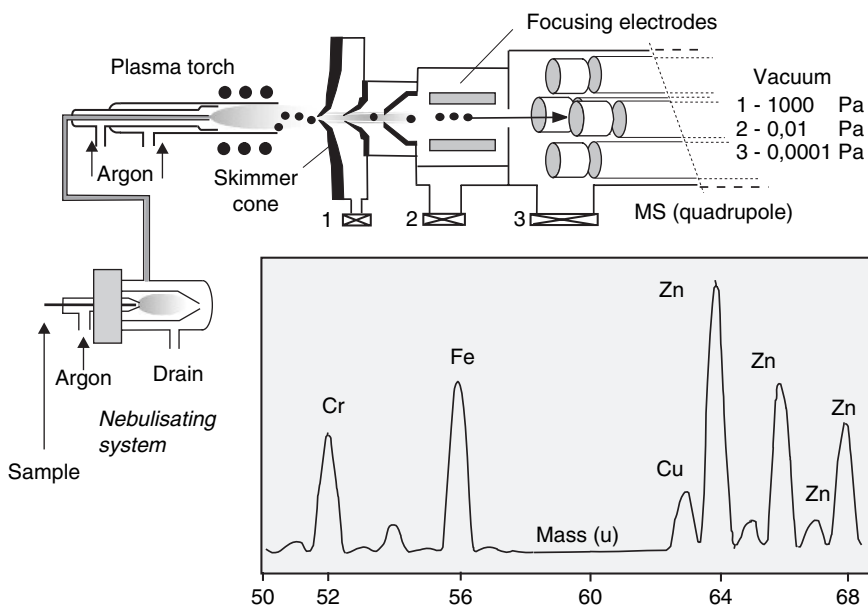 Focusing electrodes
Plasma torch
Vacuum
1 - 1000 Pa
2 - 0,01 Pa
3 - 0,0001 Pa
Argon
Skimmer
cone
1
2
3
MS (quadrupole)
Argon
Drain
Nebulisating
system
Sample
Cr
Fe
Cu
Zn
Zn
Zn
Zn
Mass (u)
50 52 56 60 64 68